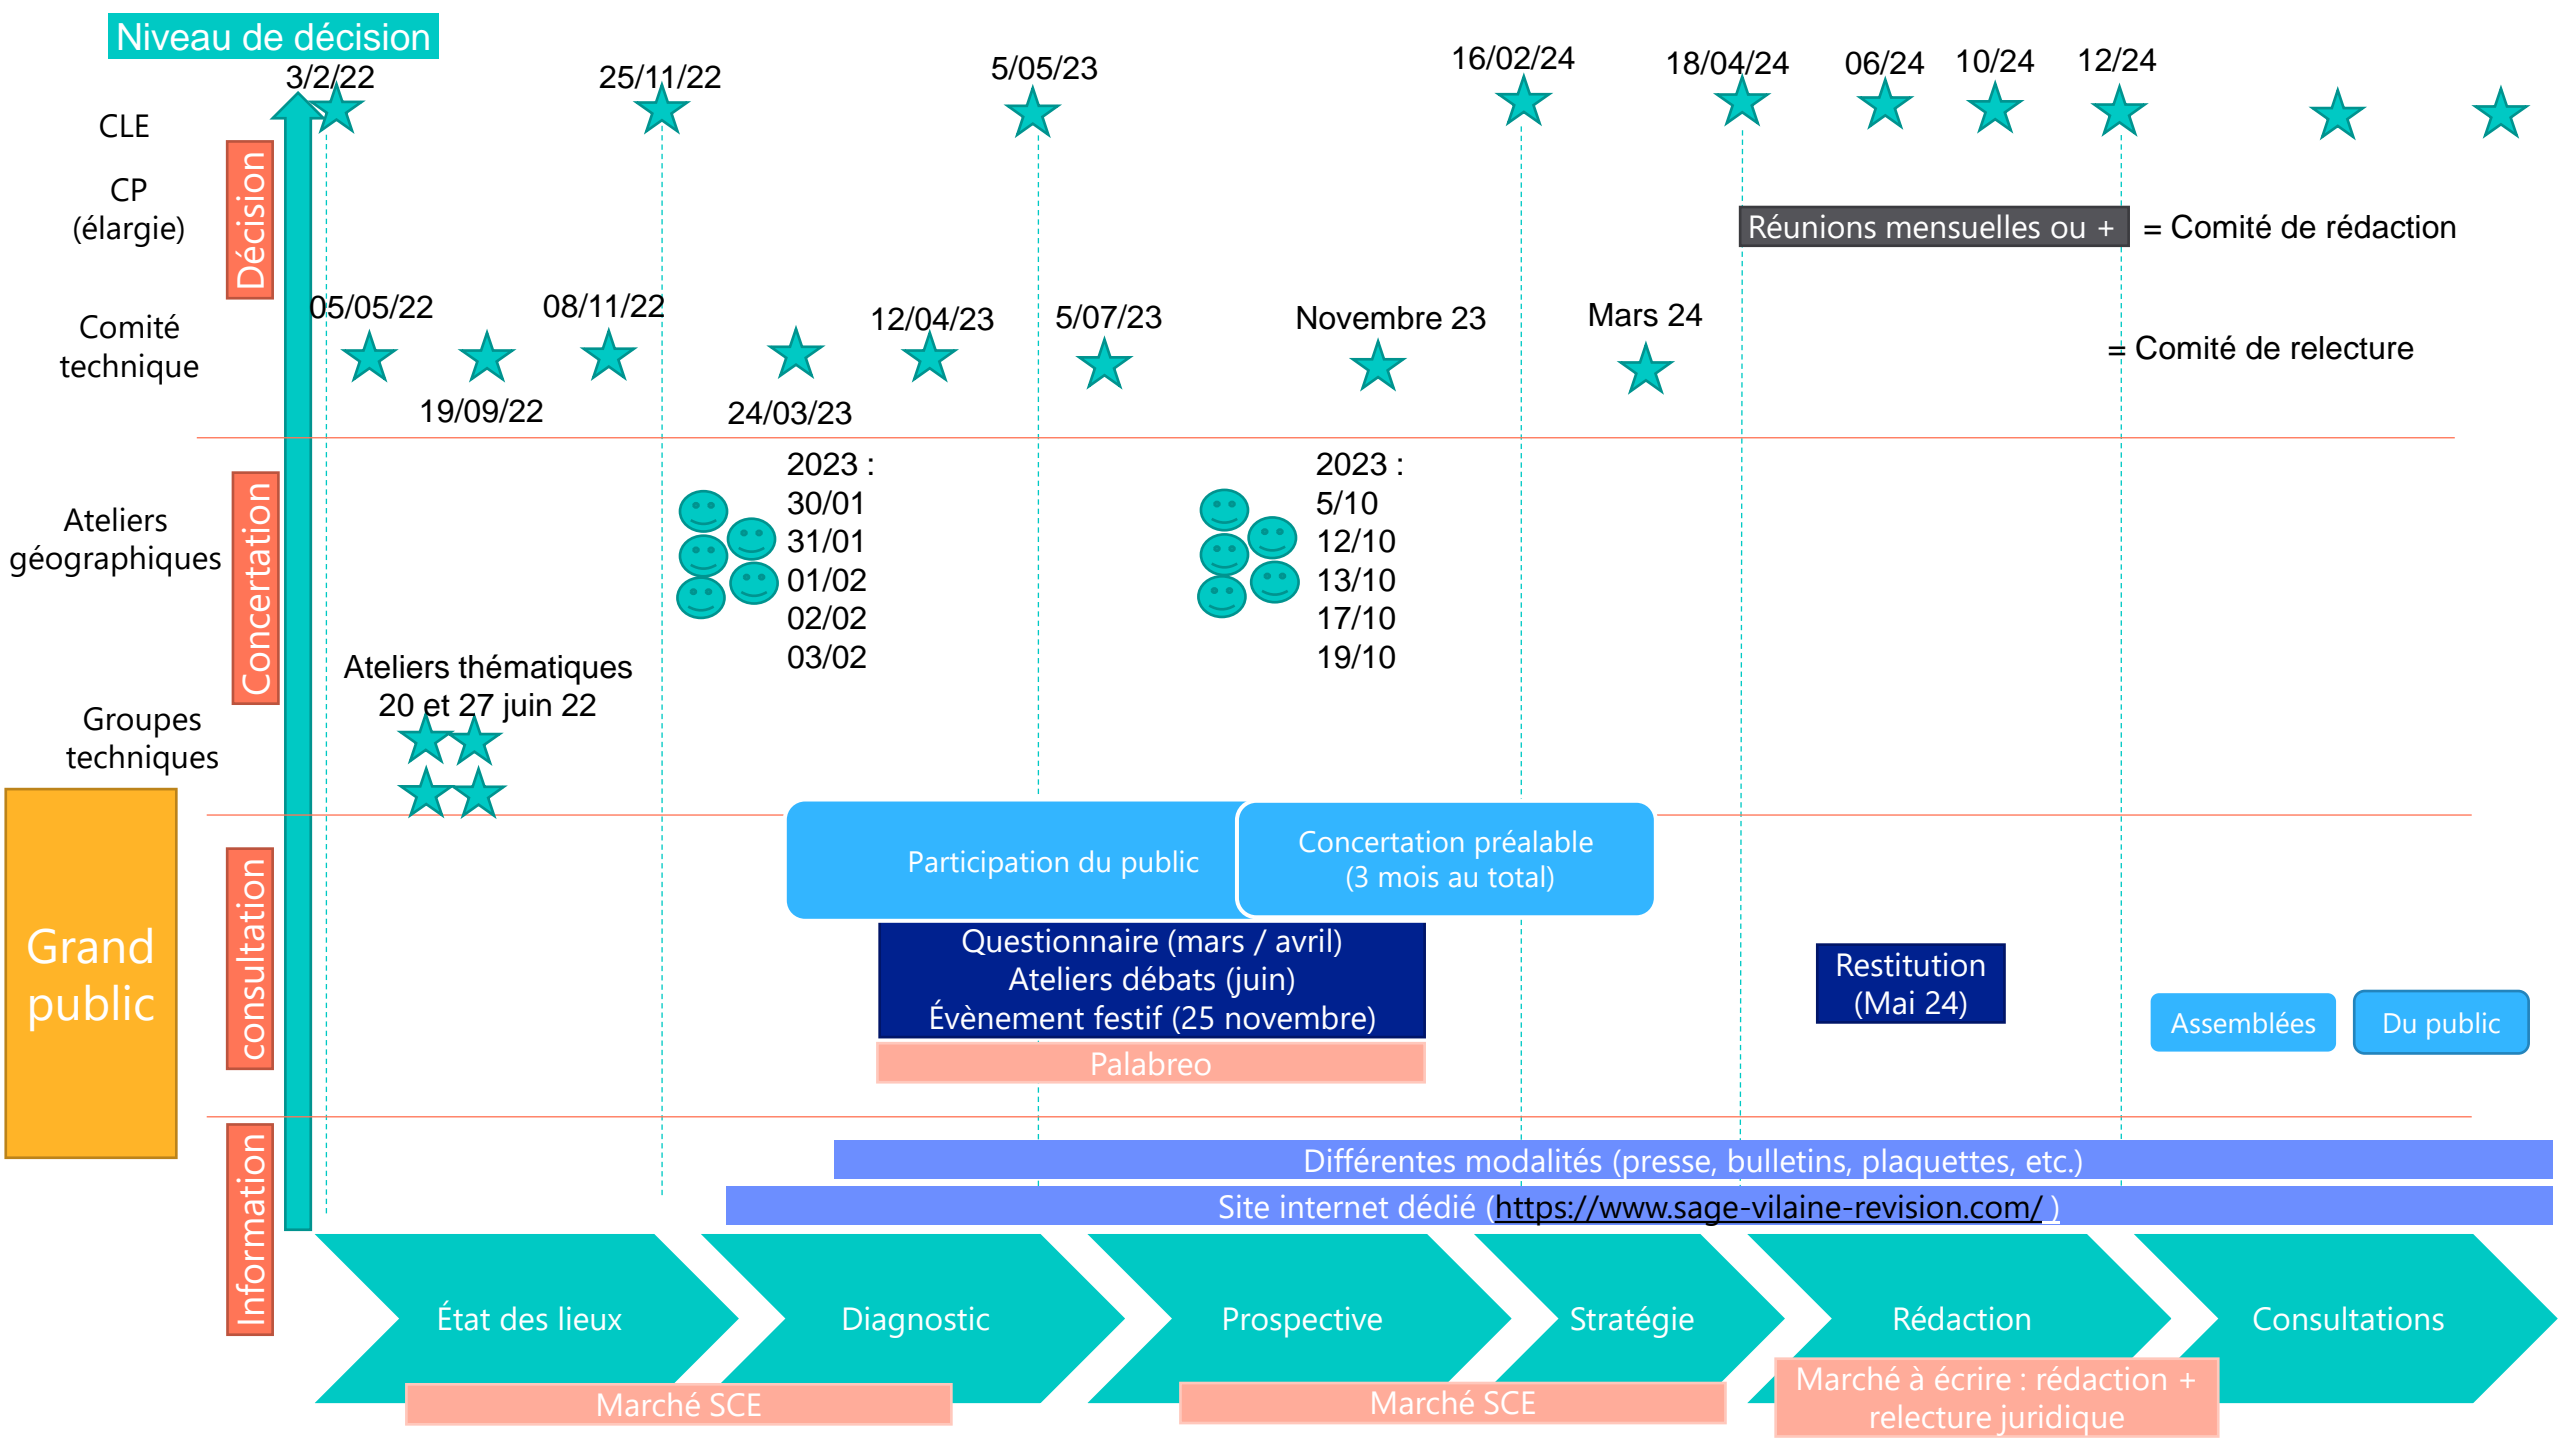 Niveau de décision
3/2/22
25/11/22
5/05/23
16/02/24
18/04/24
06/24
10/24
12/24
CLE
CP
(élargie)
Décision
Réunions mensuelles ou +
= Comité de rédaction
Comité
technique
05/05/22
19/09/22
08/11/22
24/03/23
12/04/23
5/07/23
Novembre 23
Mars 24
= Comité de relecture
Ateliers
géographiques
Concertation
2023 :
30/01
31/01
01/02
02/02
03/02
2023 :
5/10
12/10
13/10
17/10
19/10
Ateliers thématiques
20 et 27 juin 22
Groupes
techniques
Grand
public
consultation
Participation du public
Concertation préalable
(3 mois au total)
Questionnaire (mars / avril)
Ateliers débats (juin)
Évènement festif (25 novembre)
Palabreo
Restitution
(Mai 24)
Assemblées
Du public
Information
Différentes modalités (presse, bulletins, plaquettes, etc.)
Site internet dédié (https://www.sage-vilaine-revision.com/ )
État des lieux
Diagnostic
Prospective
Stratégie
Rédaction
Consultations
Marché SCE
Marché SCE
Marché à écrire : rédaction +
relecture juridique